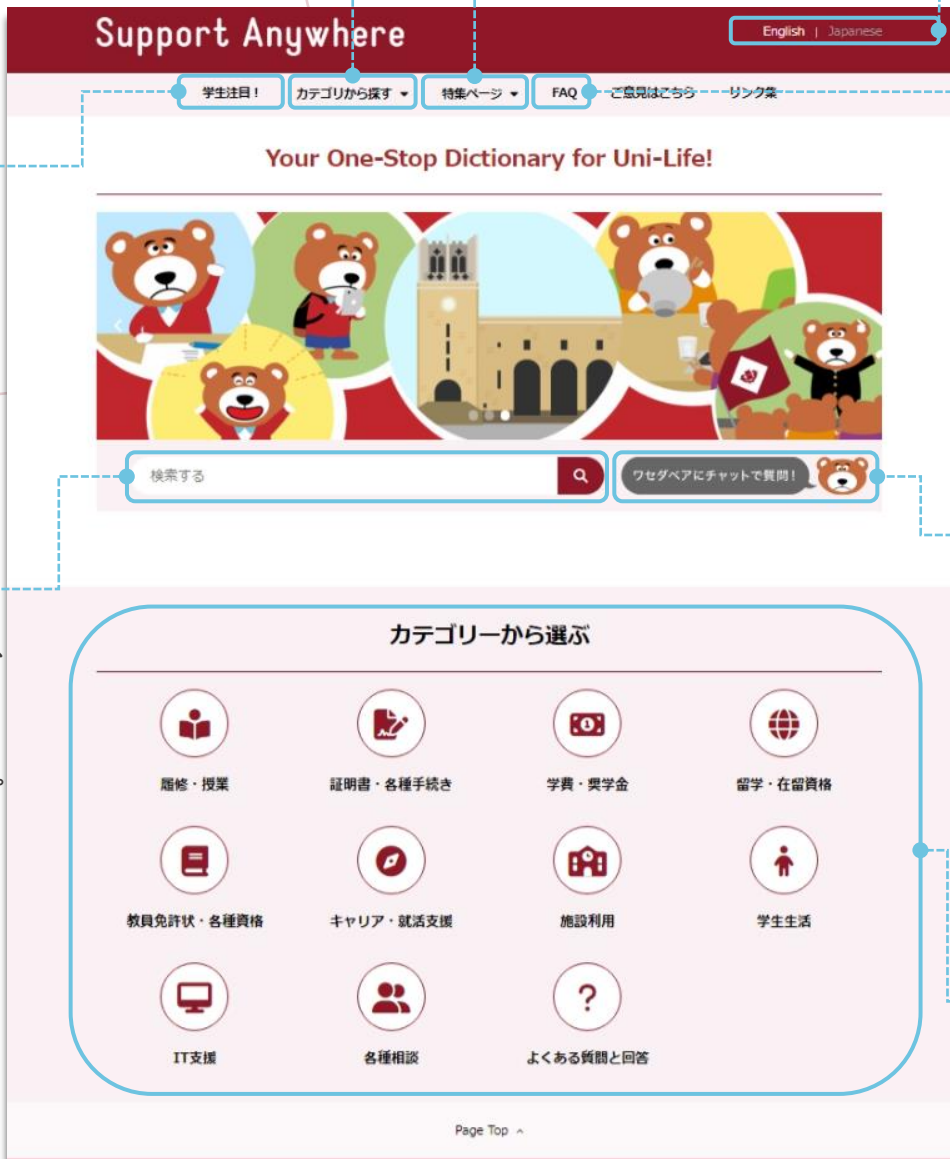 Support Anywhere
English | Japanese
学生注目！ カテゴリから探す 特集ページ FAQ ご意見はこちら リンク集
Your One-Stop Dictionary for Uni-Life!
検索する
ワセダベアにチャットで質問！
カテゴリーから選ぶ
履修・授業 証明書・各種手続き 学費・奨学金 留学・在留資格
教員免許状・各種資格 キャリア・就活支援 施設利用 学生生活
IT支援 各種相談 よくある質問と回答
Page Top